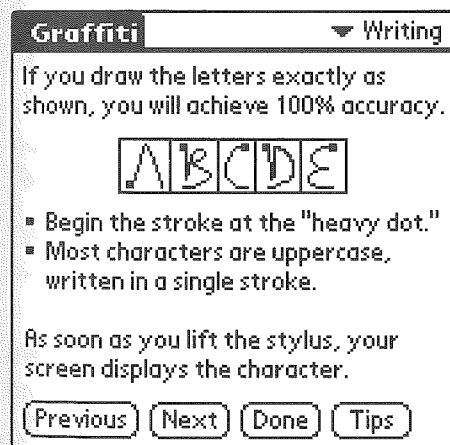 Graffiti Writing
If you draw the letters exactly as
shown, you will achieve 100% accuracy.
A B C D E
▪ Begin the stroke at the "heavy dot."
▪ Most characters are uppercase,
written in a single stroke.
As soon as you lift the stylus, your
screen displays the character.
Previous Next Done Tips